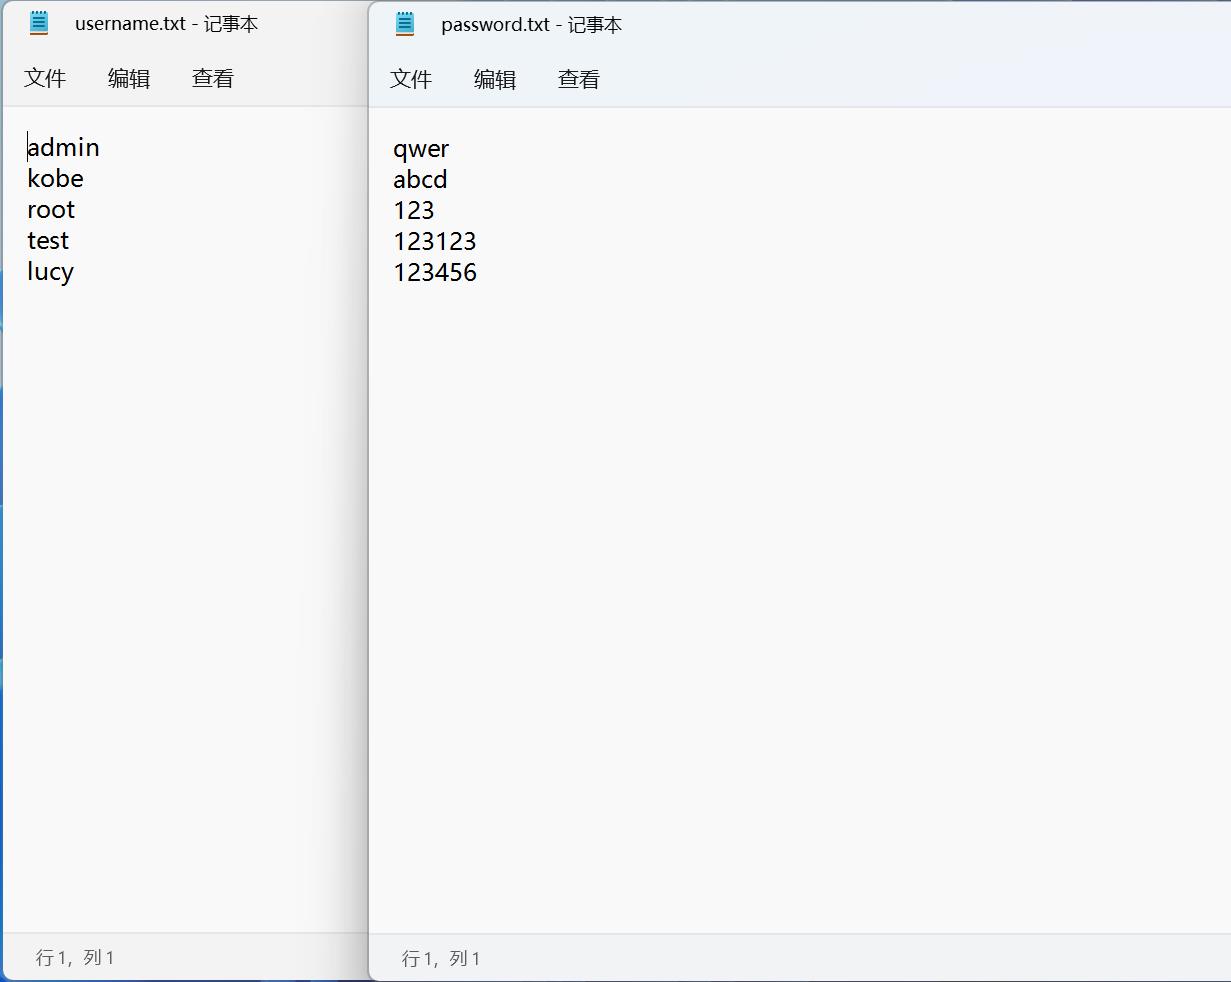 username.txt - 记事本
文件 编辑 查看
admin
kobe
root
test
lucy
行 1, 列 1
password.txt - 记事本
文件 编辑 查看
qwer
abcd
123
123123
123456
行 1, 列 1